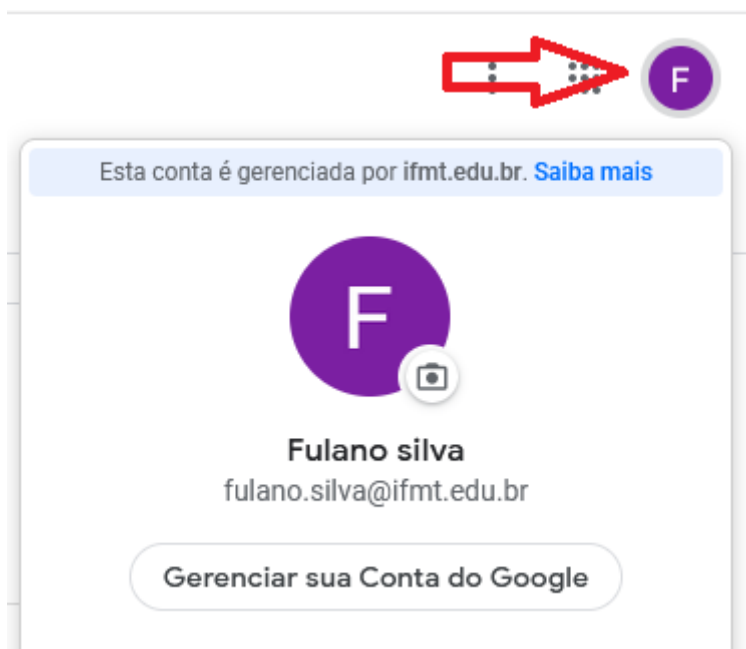 F
Esta conta é gerenciada por ifmt.edu.br. Saiba mais
F
Fulano silva
fulano.silva@ifmt.edu.br
Gerenciar sua Conta do Google